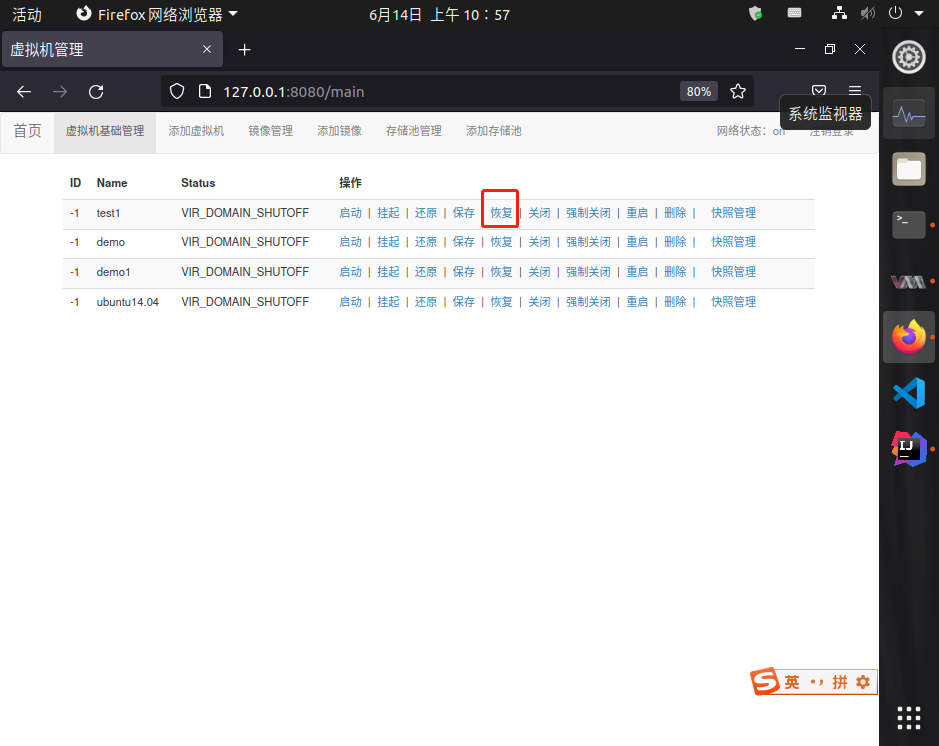 活动 Firefox 网络浏览器 6月14日 上午 10：57
虚拟机管理
127.0.0.1:8080/main 80%
系统监视器
首页 虚拟机基础管理 添加虚拟机 镜像管理 添加镜像 存储池管理 添加存储池 网络状态：on 注销登录
ID Name Status 操作
-1 test1 VIR_DOMAIN_SHUTOFF 启动 | 挂起 | 还原 | 保存 | 恢复 | 关闭 | 强制关闭 | 重启 | 删除 | 快照管理
-1 demo VIR_DOMAIN_SHUTOFF 启动 | 挂起 | 还原 | 保存 | 恢复 | 关闭 | 强制关闭 | 重启 | 删除 | 快照管理
-1 demo1 VIR_DOMAIN_SHUTOFF 启动 | 挂起 | 还原 | 保存 | 恢复 | 关闭 | 强制关闭 | 重启 | 删除 | 快照管理
-1 ubuntu14.04 VIR_DOMAIN_SHUTOFF 启动 | 挂起 | 还原 | 保存 | 恢复 | 关闭 | 强制关闭 | 重启 | 删除 | 快照管理
IJ
S 英 拼